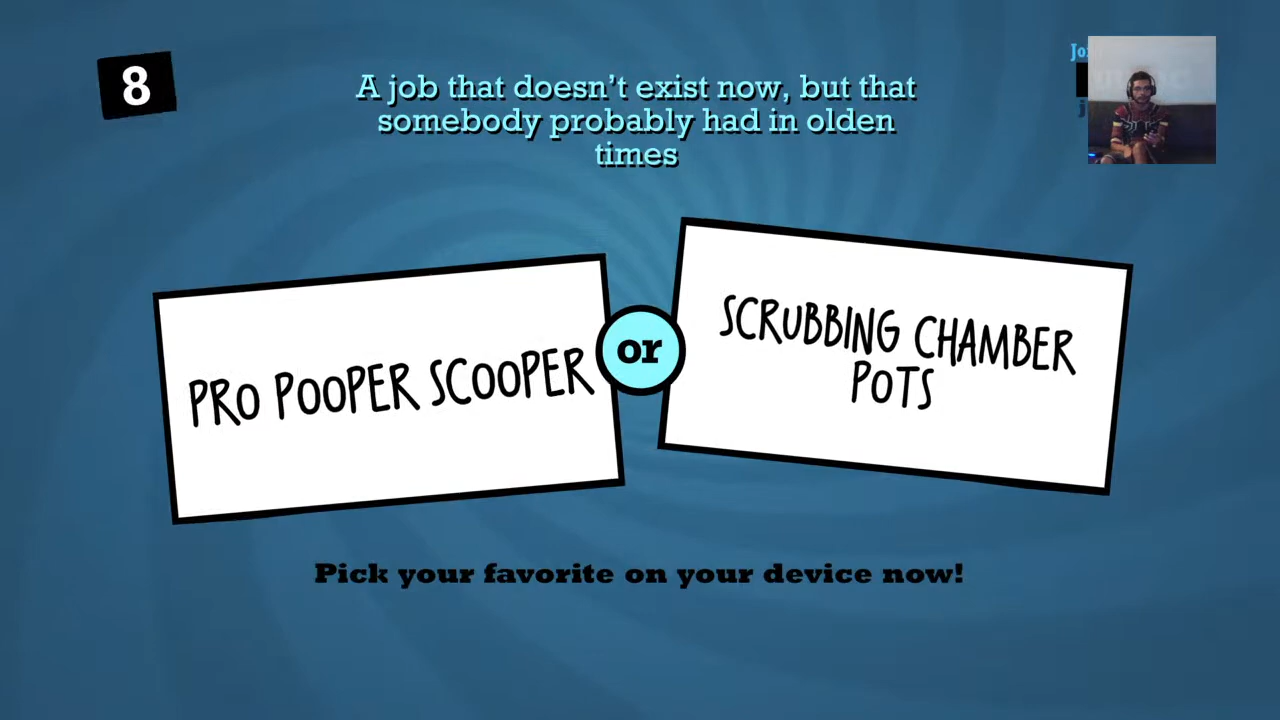 8
A job that doesn't exist now, but that
somebody probably had in olden
times
PRO POOPER SCOOPER
or
SCRUBBING CHAMBER
POTS
Pick your favorite on your device now!